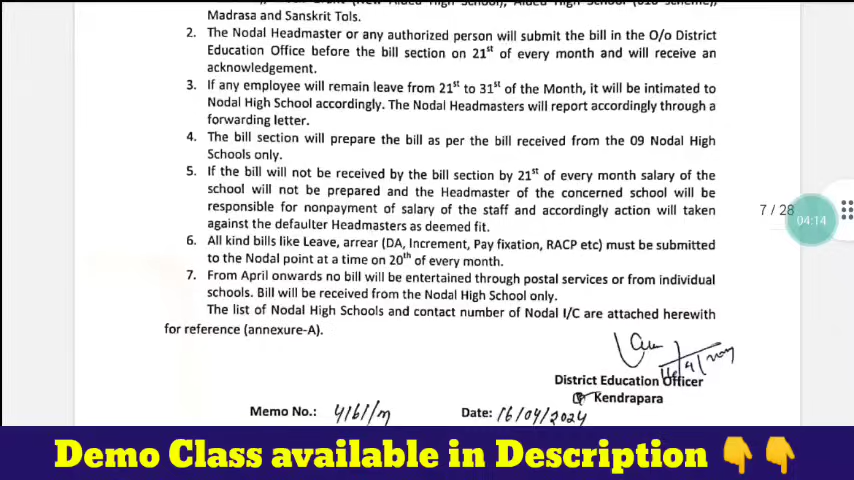 Madrasa and Sanskrit Tols.
2. The Nodal Headmaster or any authorized person will submit the bill in the O/o District
Education Office before the bill section on 21st of every month and will receive an
acknowledgement.
3. If any employee will remain leave from 21st to 31st of the Month, it will be intimated to
Nodal High School accordingly. The Nodal Headmasters will report accordingly through a
forwarding letter.
4. The bill section will prepare the bill as per the bill received from the 09 Nodal High
Schools only.
5. If the bill will not be received by the bill section by 21st of every month salary of the
school will not be prepared and the Headmaster of the concerned school will be
responsible for nonpayment of salary of the staff and accordingly action will taken
against the defaulter Headmasters as deemed fit.
6. All kind bills like Leave, arrear (DA, Increment, Pay fixation, RACP etc) must be submitted
to the Nodal point at a time on 20th of every month.
7. From April onwards no bill will be entertained through postal services or from individual
schools. Bill will be received from the Nodal High School only.
The list of Nodal High Schools and contact number of Nodal I/C are attached herewith
for reference (annexure-A).
District Education Officer
Kendrapara
Memo No.: 4161/m Date: 16/04/2024
7 / 28
04:14
Demo Class available in Description 👇👇